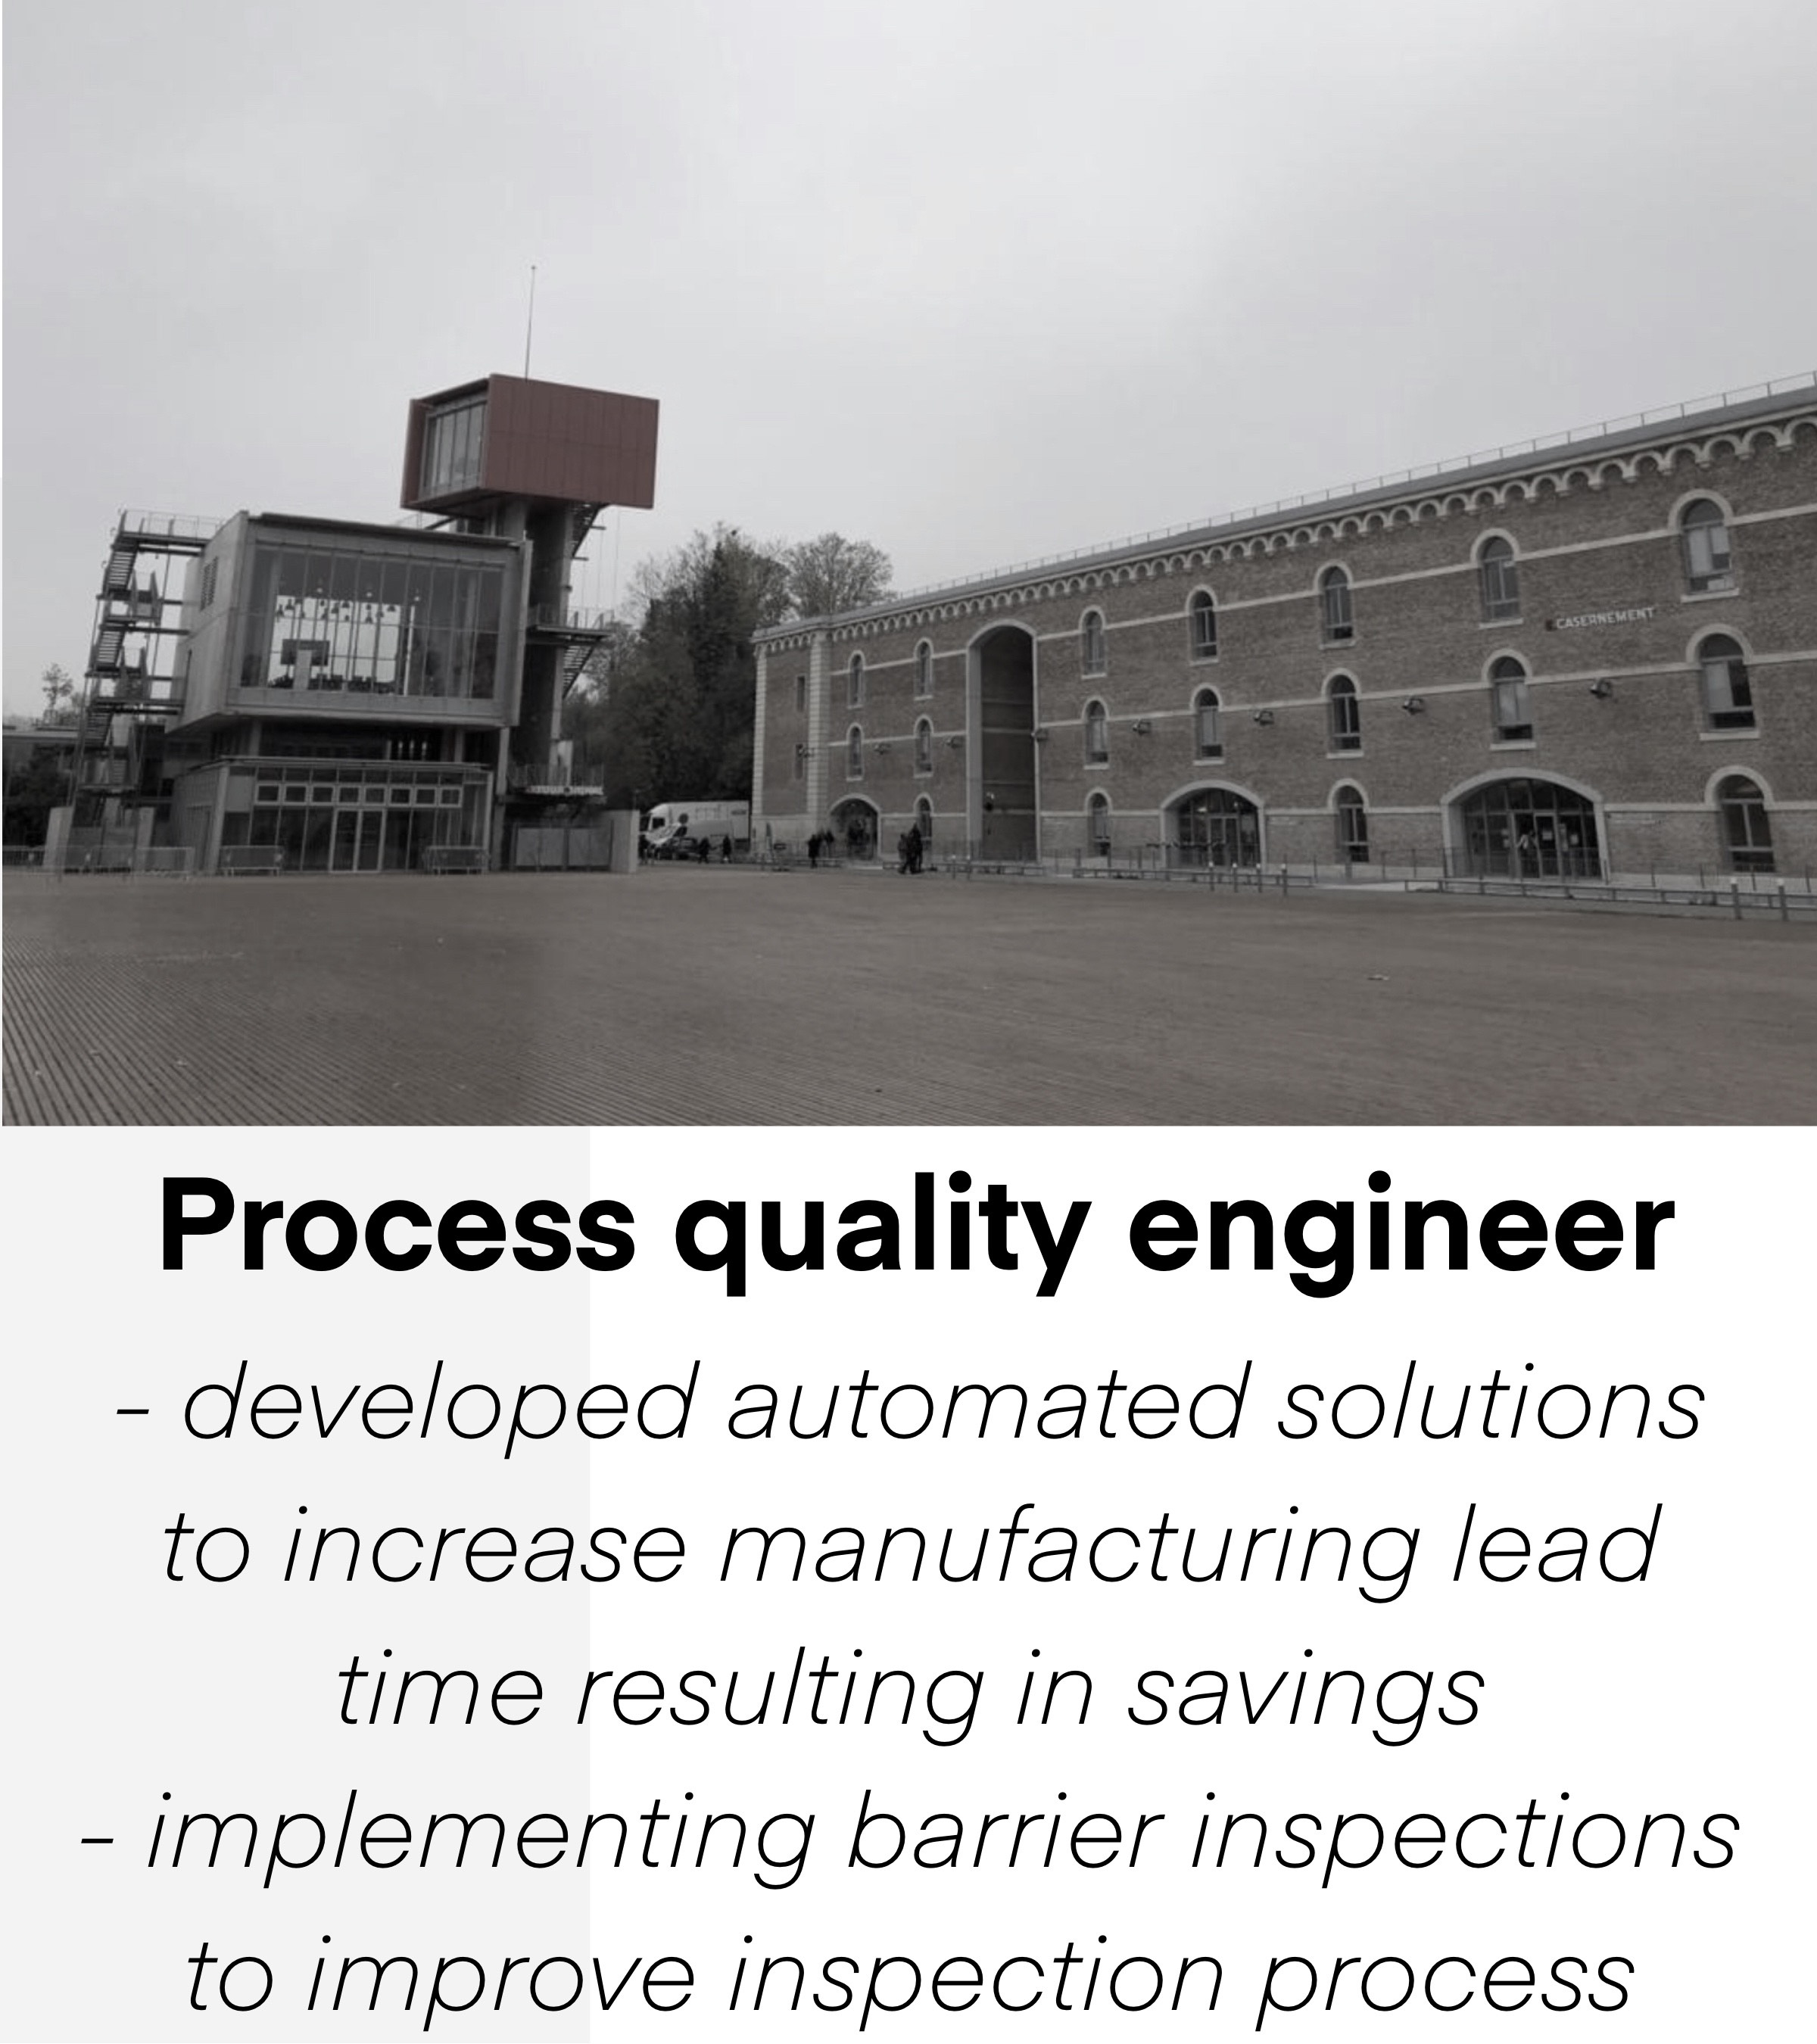 CASERNEMENT
Process quality engineer
- developed automated solutions
to increase manufacturing lead
time resulting in savings
- implementing barrier inspections
to improve inspection process